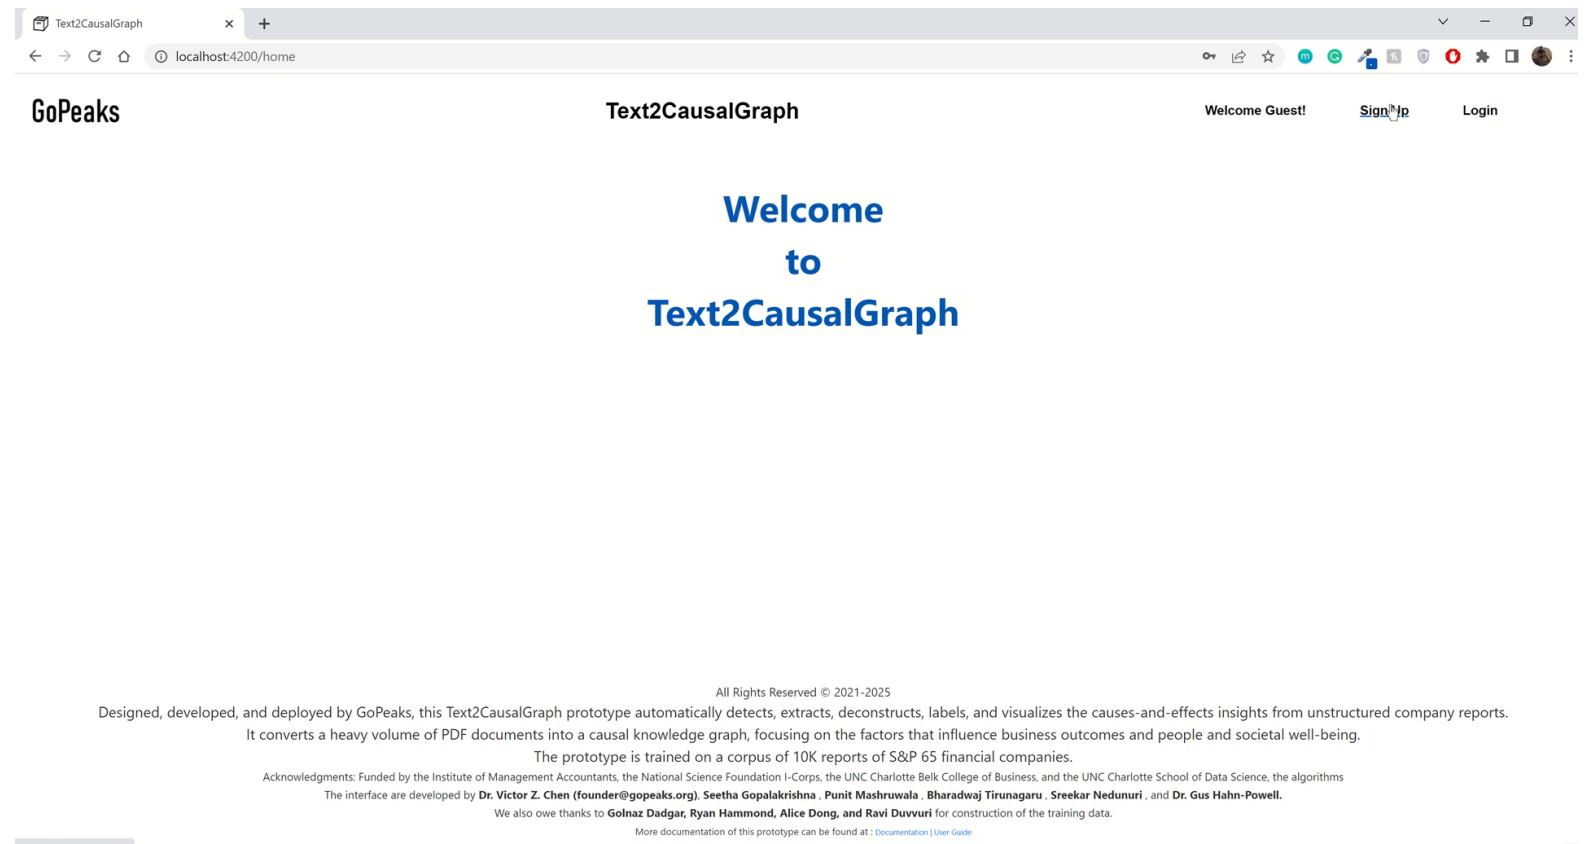 Text2CausalGraph
localhost:4200/home
GoPeaks
Text2CausalGraph
Welcome Guest!
Sign Up
Login
Welcome
to
Text2CausalGraph
All Rights Reserved © 2021-2025
Designed, developed, and deployed by GoPeaks, this Text2CausalGraph prototype automatically detects, extracts, deconstructs, labels, and visualizes the causes-and-effects insights from unstructured company reports.
It converts a heavy volume of PDF documents into a causal knowledge graph, focusing on the factors that influence business outcomes and people and societal well-being.
The prototype is trained on a corpus of 10K reports of S&P 65 financial companies.
Acknowledgments: Funded by the Institute of Management Accountants, the National Science Foundation I-Corps, the UNC Charlotte Belk College of Business, and the UNC Charlotte School of Data Science, the algorithms
The interface are developed by Dr. Victor Z. Chen (founder@gopeaks.org), Seetha Gopalakrishna , Punit Mashruwala , Bharadwaj Tirunagaru , Sreekar Nedunuri , and Dr. Gus Hahn-Powell.
We also owe thanks to Golnaz Dadgar, Ryan Hammond, Alice Dong, and Ravi Duvvuri for construction of the training data.
More documentation of this prototype can be found at : Documentation | User Guide